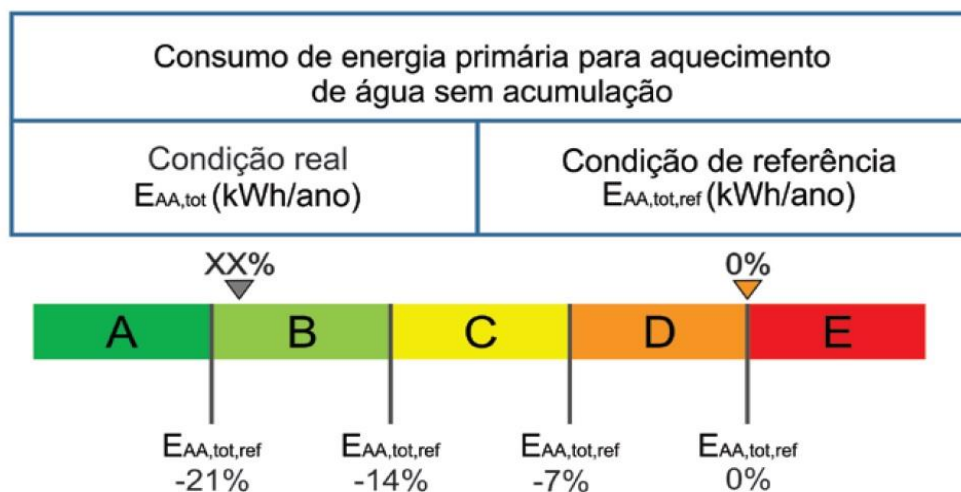 Consumo de energia primária para aquecimento
de água sem acumulação
Condição real
EAA,tot (kWh/ano)
Condição de referência
EAA,tot,ref (kWh/ano)
XX%
0%
A
B
C
D
E
EAA,tot,ref
-21%
EAA,tot,ref
-14%
EAA,tot,ref
-7%
EAA,tot,ref
0%